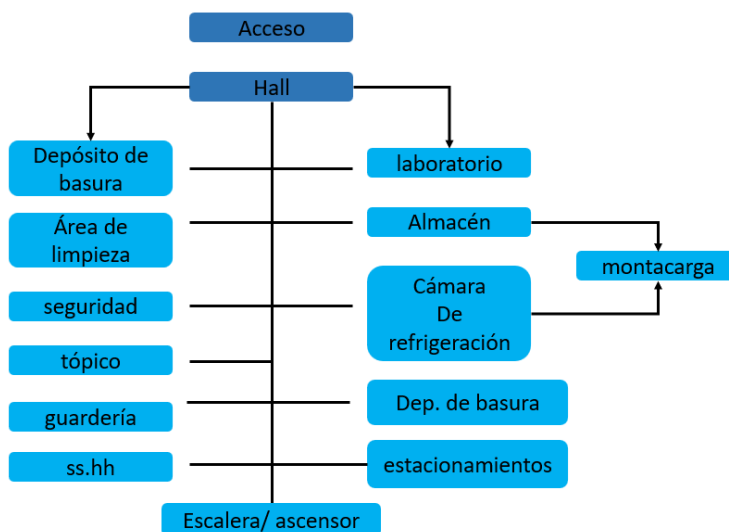 Acceso
Hall
Depósito de
basura
laboratorio
Área de
limpieza
Almacén
montacarga
seguridad
Cámara
De
refrigeración
tópico
guardería
Dep. de basura
ss.hh
estacionamientos
Escalera/ ascensor